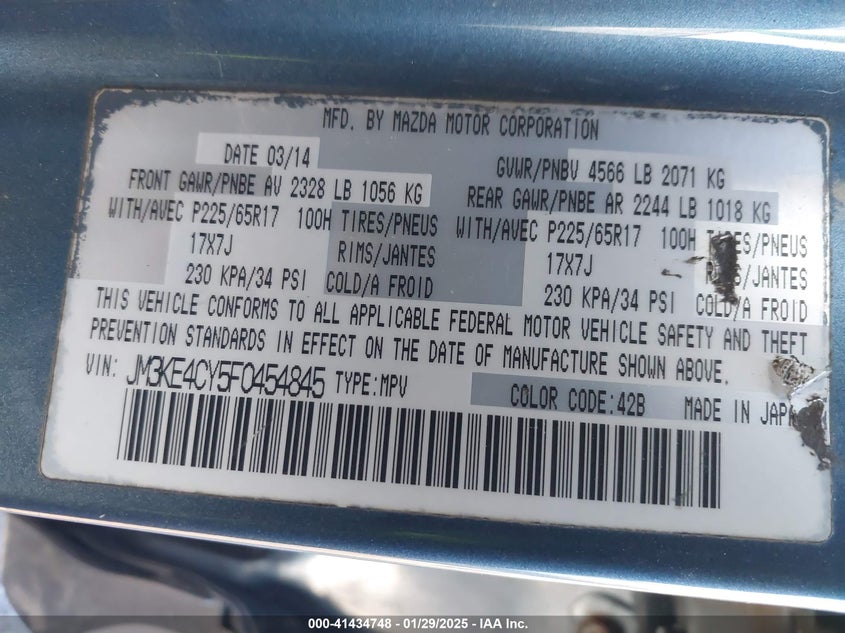 MFD. BY MAZDA MOTOR CORPORATION
DATE 03/14 GVWR/PNBV 4566 LB 2071 KG
FRONT GAWR/PNBE AV 2328 LB 1056 KG REAR GAWR/PNBE AR 2244 LB 1018 KG
WITH/AVEC P225/65R17 100H TIRES/PNEUS WITH/AVEC P225/65R17 100H TIRES/PNEUS
17X7J RIMS/JANTES 17X7J RIMS/JANTES
230 KPA/34 PSI COLD/A FROID 230 KPA/34 PSI COLD/A FROID
THIS VEHICLE CONFORMS TO ALL APPLICABLE FEDERAL MOTOR VEHICLE SAFETY AND THEFT
PREVENTION STANDARDS IN EFFECT ON THE DATE OF MANUFACTURE SHOWN ABOVE.
VIN: JM3KE4CY5F0454845 TYPE:MPV COLOR CODE:42B MADE IN JAPAN
000-41434748 - 01/29/2025 - IAA Inc.